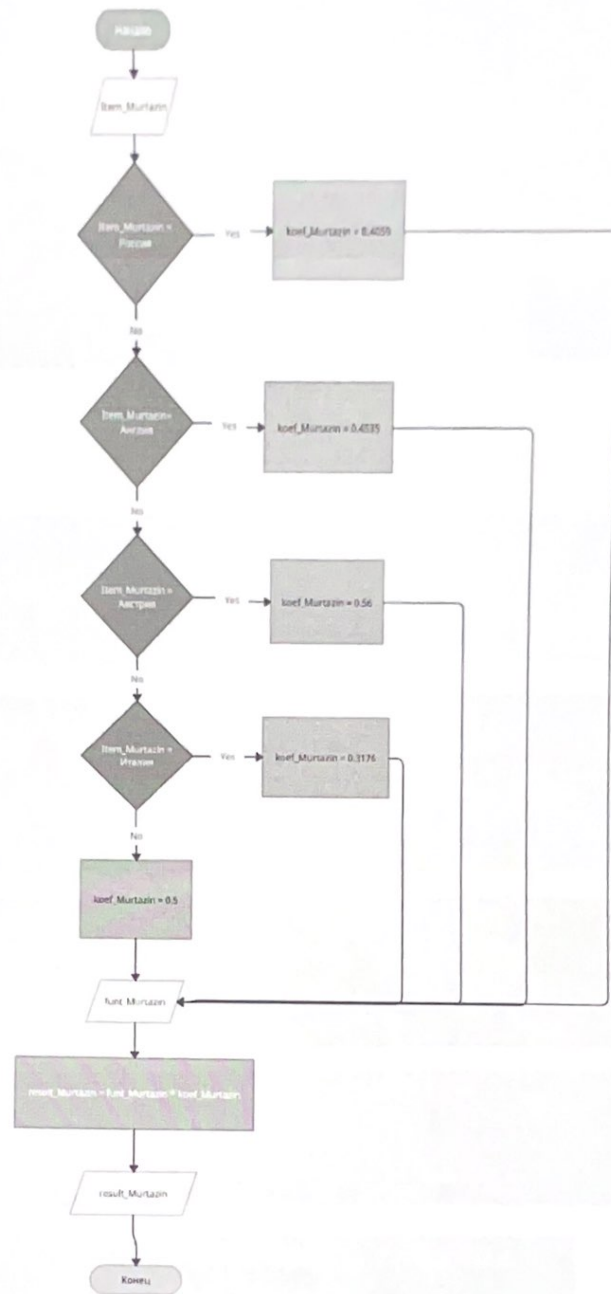 Начало
Item_Murtazin
Item_Murtazin =
Россия
Yes
koef_Murtazin = 0.4059
No
Item_Murtazin=
Англия
Yes
koef_Murtazin = 0.4535
No
Item_Murtazin =
Австрия
Yes
koef_Murtazin = 0.56
No
Item_Murtazin =
Италия
Yes
koef_Murtazin = 0.3176
No
koef_Murtazin = 0.5
funt_Murtazin
result_Murtazin = funt_Murtazin * koef_Murtazin
result_Murtazin
Конец